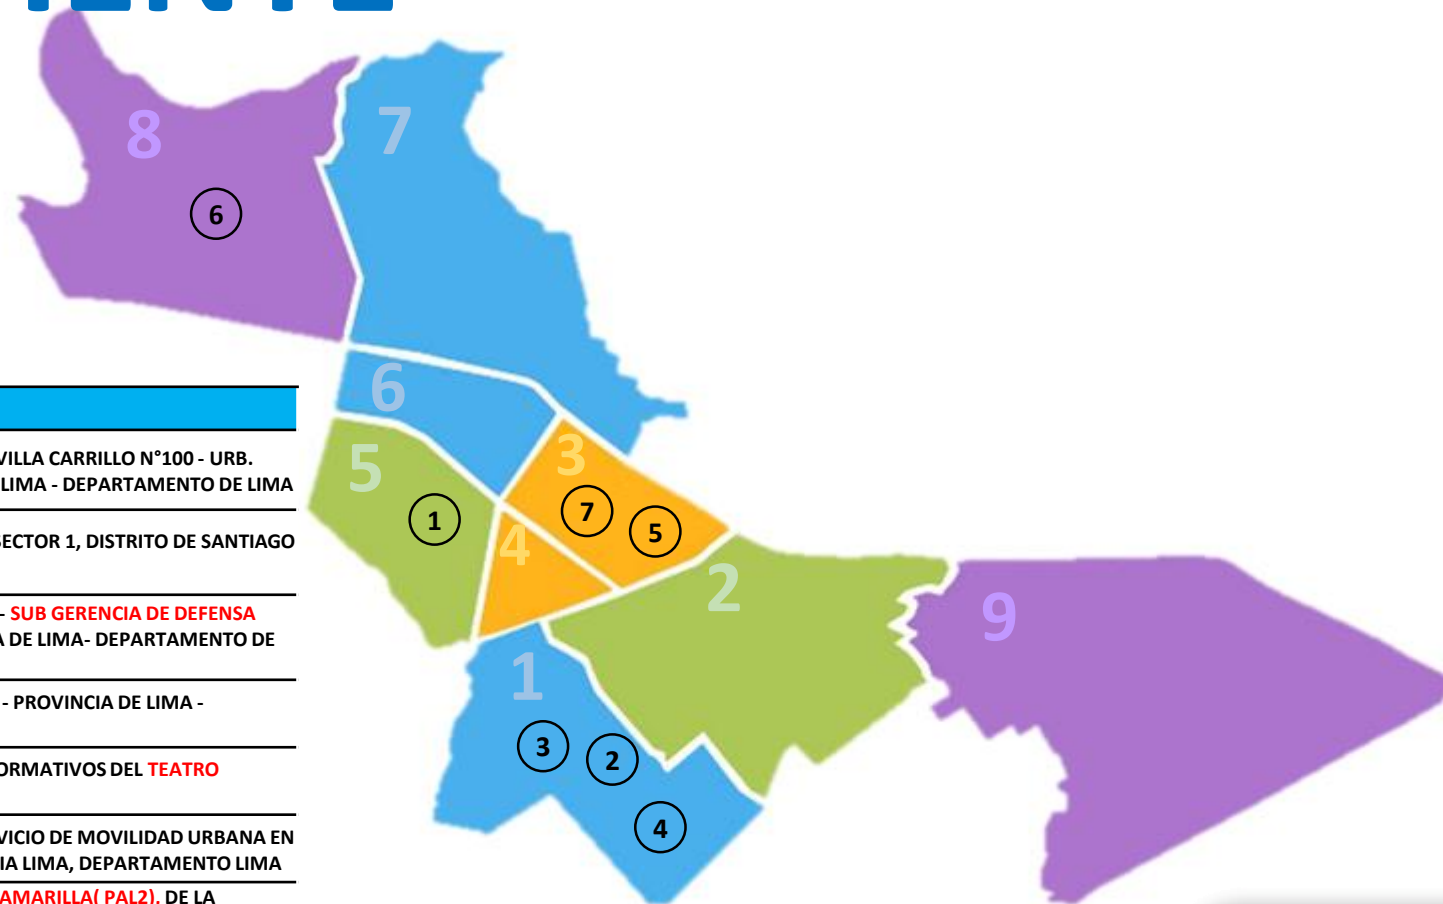 8
7
6
VILLA CARRILLO N°100 - URB.
LIMA - DEPARTAMENTO DE LIMA
SECTOR 1, DISTRITO DE SANTIAGO
- SUB GERENCIA DE DEFENSA
A DE LIMA- DEPARTAMENTO DE
- PROVINCIA DE LIMA -
ORMATIVOS DEL TEATRO
VICIO DE MOVILIDAD URBANA EN
IA LIMA, DEPARTAMENTO LIMA
AMARILLA( PAL2), DE LA
6
5
1
3
7
5
4
2
9
1
3
2
4